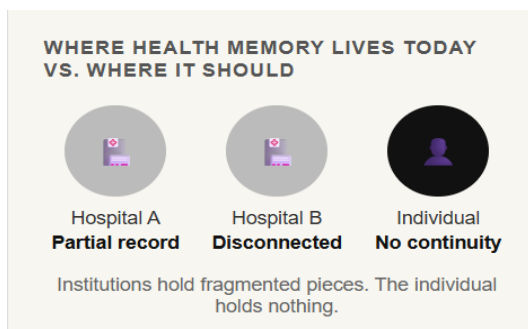 WHERE HEALTH MEMORY LIVES TODAY
VS. WHERE IT SHOULD
Hospital A
Partial record
Hospital B
Disconnected
Individual
No continuity
Institutions hold fragmented pieces. The individual
holds nothing.